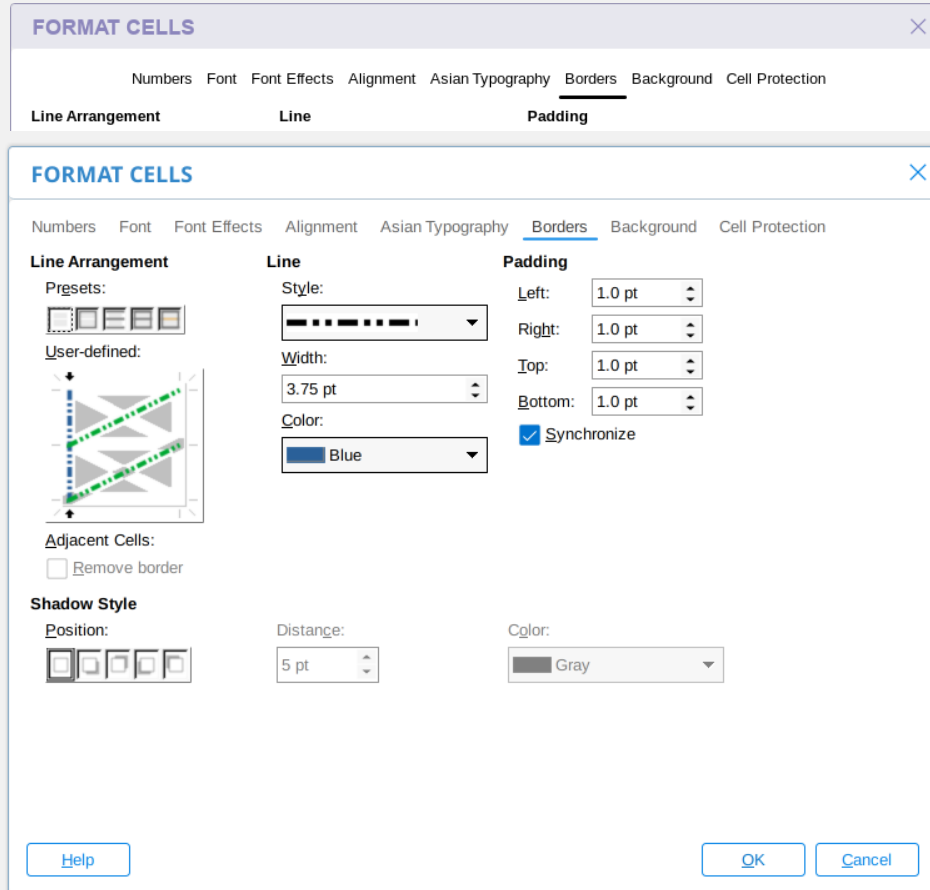 FORMAT CELLS
Numbers Font Font Effects Alignment Asian Typography Borders Background Cell Protection
Line Arrangement Line Padding
FORMAT CELLS
Numbers Font Font Effects Alignment Asian Typography Borders Background Cell Protection
Line Arrangement Line Padding
Presets: Style: Left: 1.0 pt
Right: 1.0 pt
User-defined: Width:
Top: 1.0 pt
3.75 pt
Bottom: 1.0 pt
Color:
Synchronize
Blue
Adjacent Cells:
Remove border
Shadow Style
Position: Distance: Color:
5 pt Gray
Help OK Cancel